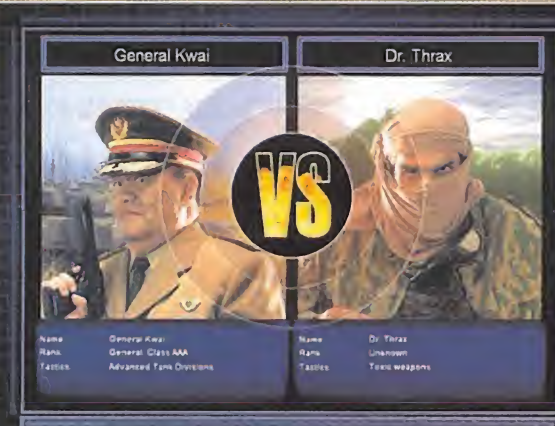 General Kwai
Dr. Thrax
VS
Name General Kwai
Rank General, Class AAA
Tactics Advanced Tank Divisions
Name Dr. Thrax
Rank Unknown
Tactics Toxic weapons